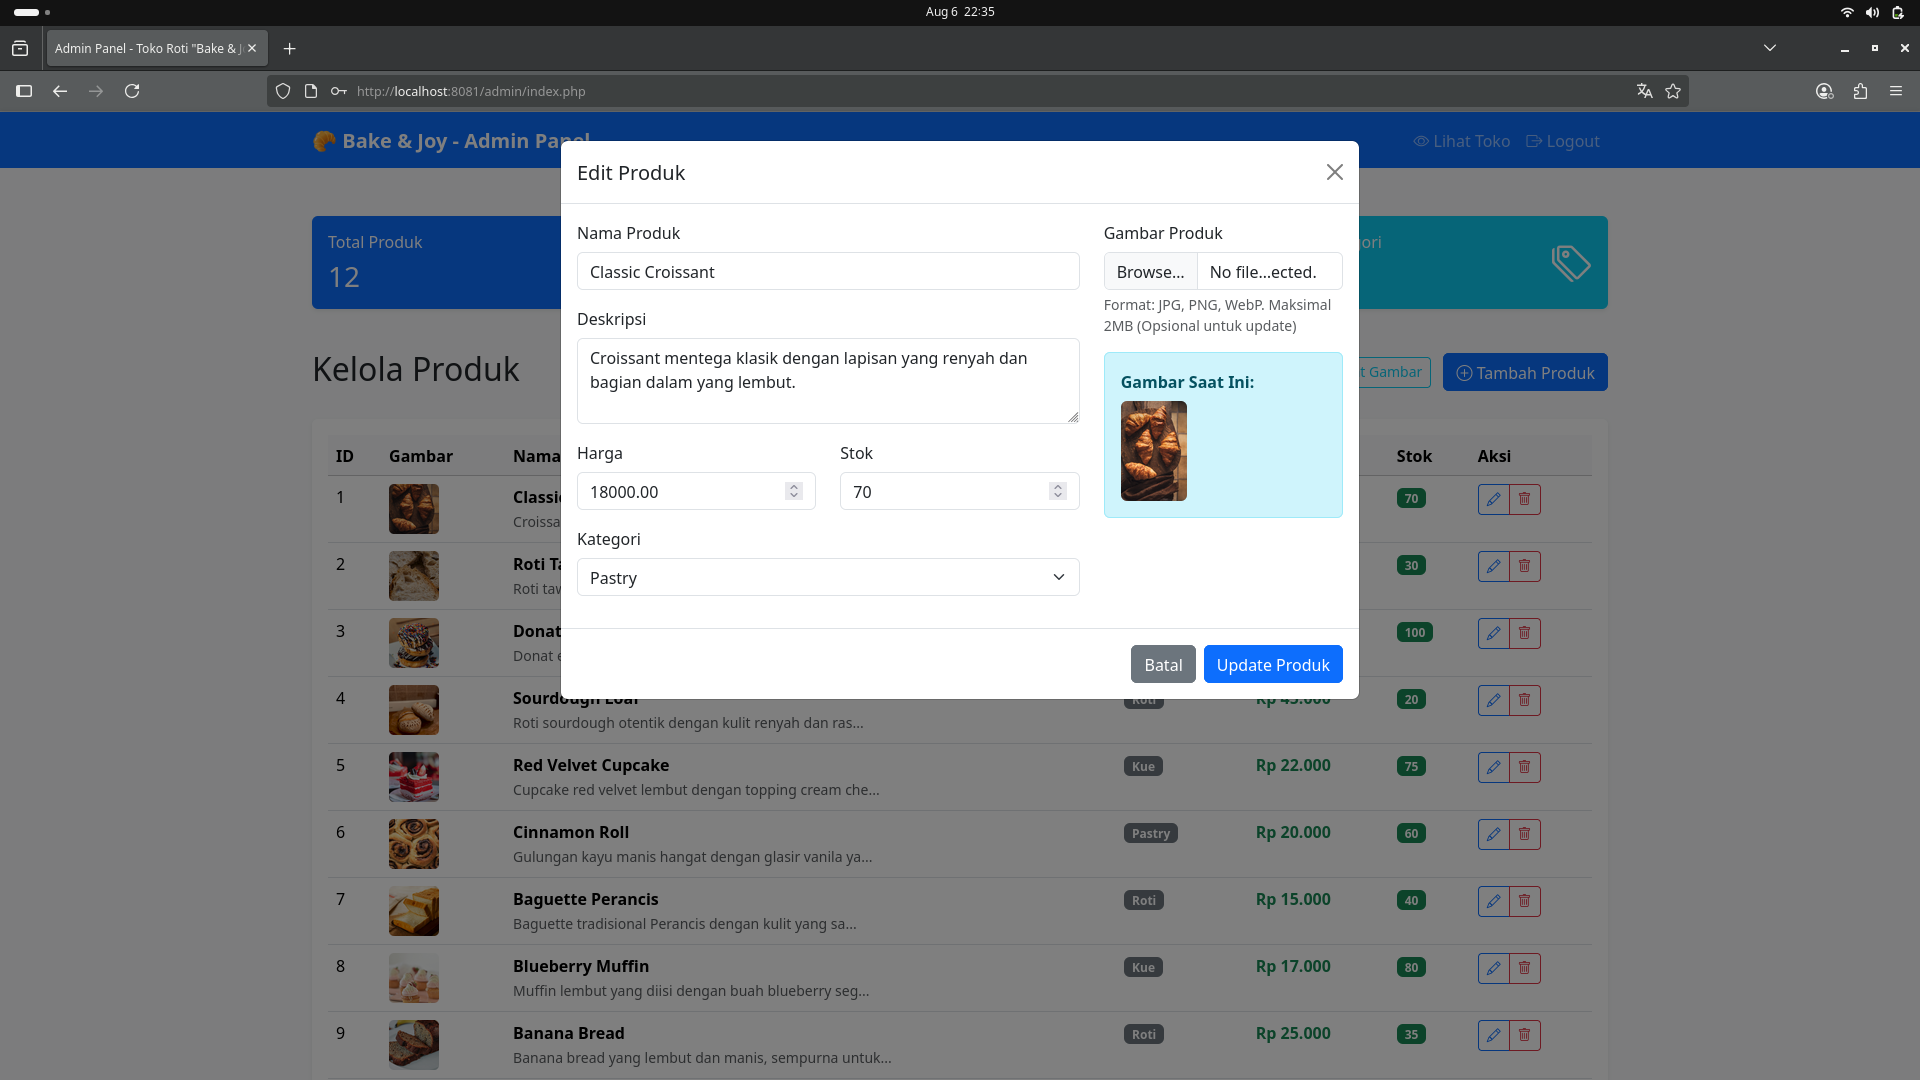 Aug 6 22:35
Admin Panel - Toko Roti "Bake & J
http://localhost:8081/admin/index.php
Bake & Joy - Admin Panel
Lihat Toko
Logout
Total Produk
12
ori
Kelola Produk
t Gambar
Tambah Produk
Edit Produk
Nama Produk
Classic Croissant
Deskripsi
Croissant mentega klasik dengan lapisan yang renyah dan
bagian dalam yang lembut.
Harga
Stok
18000.00
70
Kategori
Pastry
Gambar Produk
Browse... No file...ected.
Format: JPG, PNG, WebP. Maksimal
2MB (Opsional untuk update)
Gambar Saat Ini:
Batal
Update Produk
ID Gambar Nama Stok Aksi
1 Classi 70
Croissa
2 Roti Ta 30
Roti taw
3 Donat 100
Donat e
4 Sourdough Loaf Roti Rp 45.000 20
Roti sourdough otentik dengan kulit renyah dan ras...
5 Red Velvet Cupcake Kue Rp 22.000 75
Cupcake red velvet lembut dengan topping cream che...
6 Cinnamon Roll Pastry Rp 20.000 60
Gulungan kayu manis hangat dengan glasir vanila ya...
7 Baguette Perancis Roti Rp 15.000 40
Baguette tradisional Perancis dengan kulit yang sa...
8 Blueberry Muffin Kue Rp 17.000 80
Muffin lembut yang diisi dengan buah blueberry seg...
9 Banana Bread Roti Rp 25.000 35
Banana bread yang lembut dan manis, sempurna untuk...